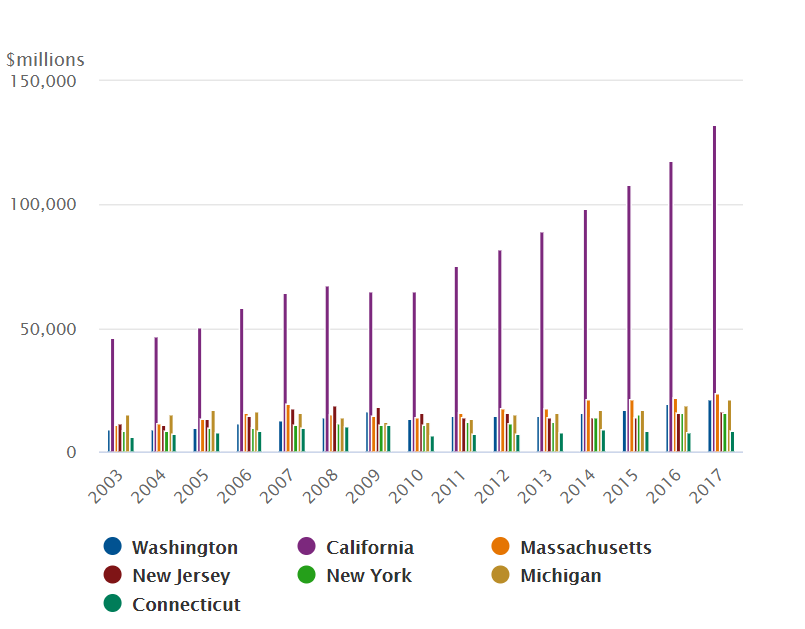 $millions
150,000
100,000
50,000
0
2003
2004
2005
2006
2007
2008
2009
2010
2011
2012
2013
2014
2015
2016
2017
Washington
California
Massachusetts
New Jersey
New York
Michigan
Connecticut